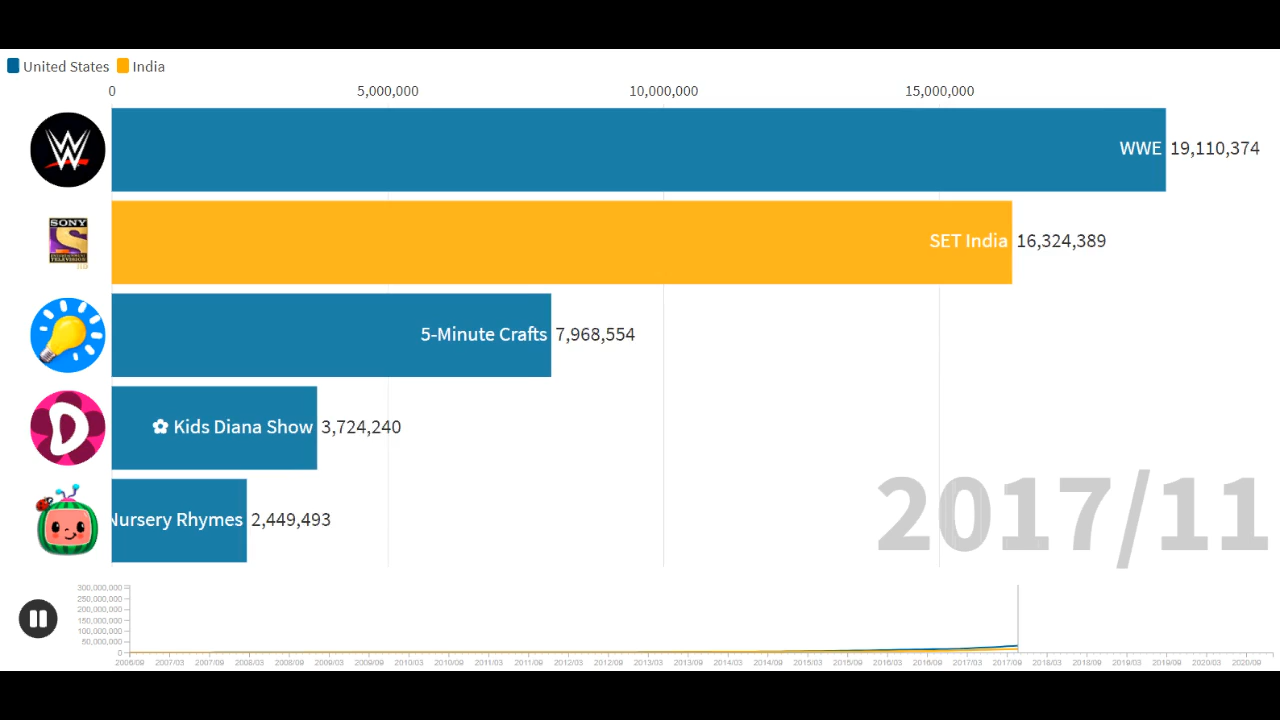 United States India
0 5,000,000 10,000,000 15,000,000
WWE 19,110,374
SONY
SET India 16,324,389
5-Minute Crafts 7,968,554
D
✿ Kids Diana Show 3,724,240
Nursery Rhymes 2,449,493
2017/11
300,000,000
250,000,000
200,000,000
150,000,000
100,000,000
50,000,000
0
2006/09 2007/03 2007/09 2008/03 2008/09 2009/03 2009/09 2010/03 2010/09 2011/03 2011/09 2012/03 2012/09 2013/03 2013/09 2014/03 2014/09 2015/03 2015/09 2016/03 2016/09 2017/03 2017/09 2018/03 2018/09 2019/03 2019/09 2020/03 2020/09